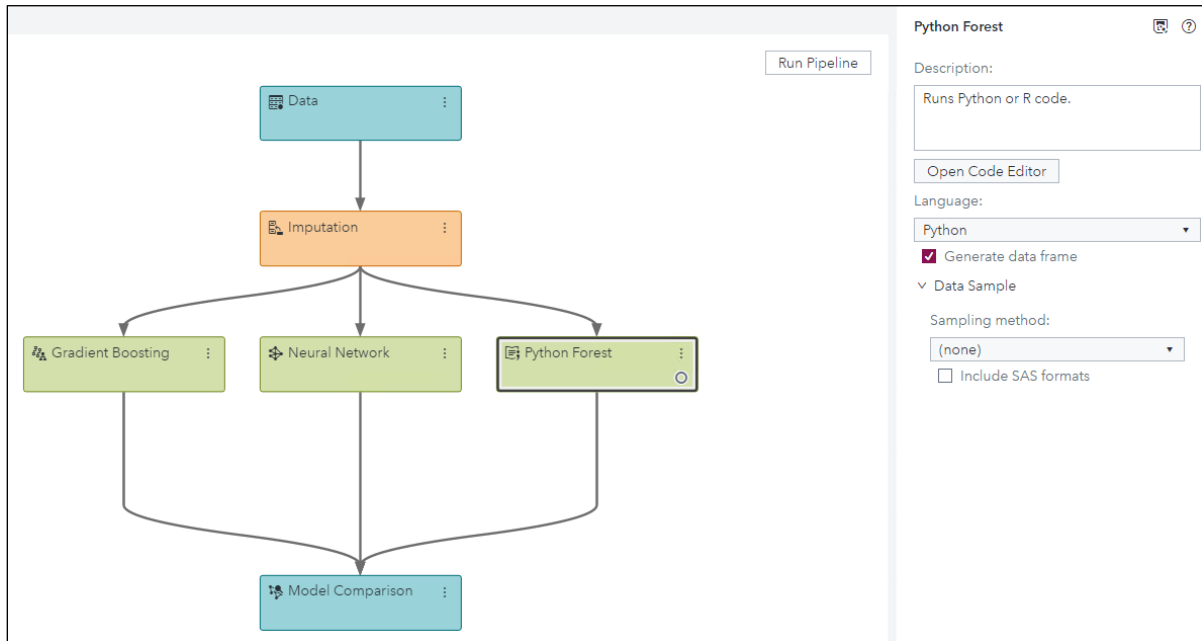 Run Pipeline
Data
Imputation
Gradient Boosting
Neural Network
Python Forest
Model Comparison
Python Forest
Description:
Runs Python or R code.
Open Code Editor
Language:
Python
Generate data frame
Data Sample
Sampling method:
(none)
Include SAS formats